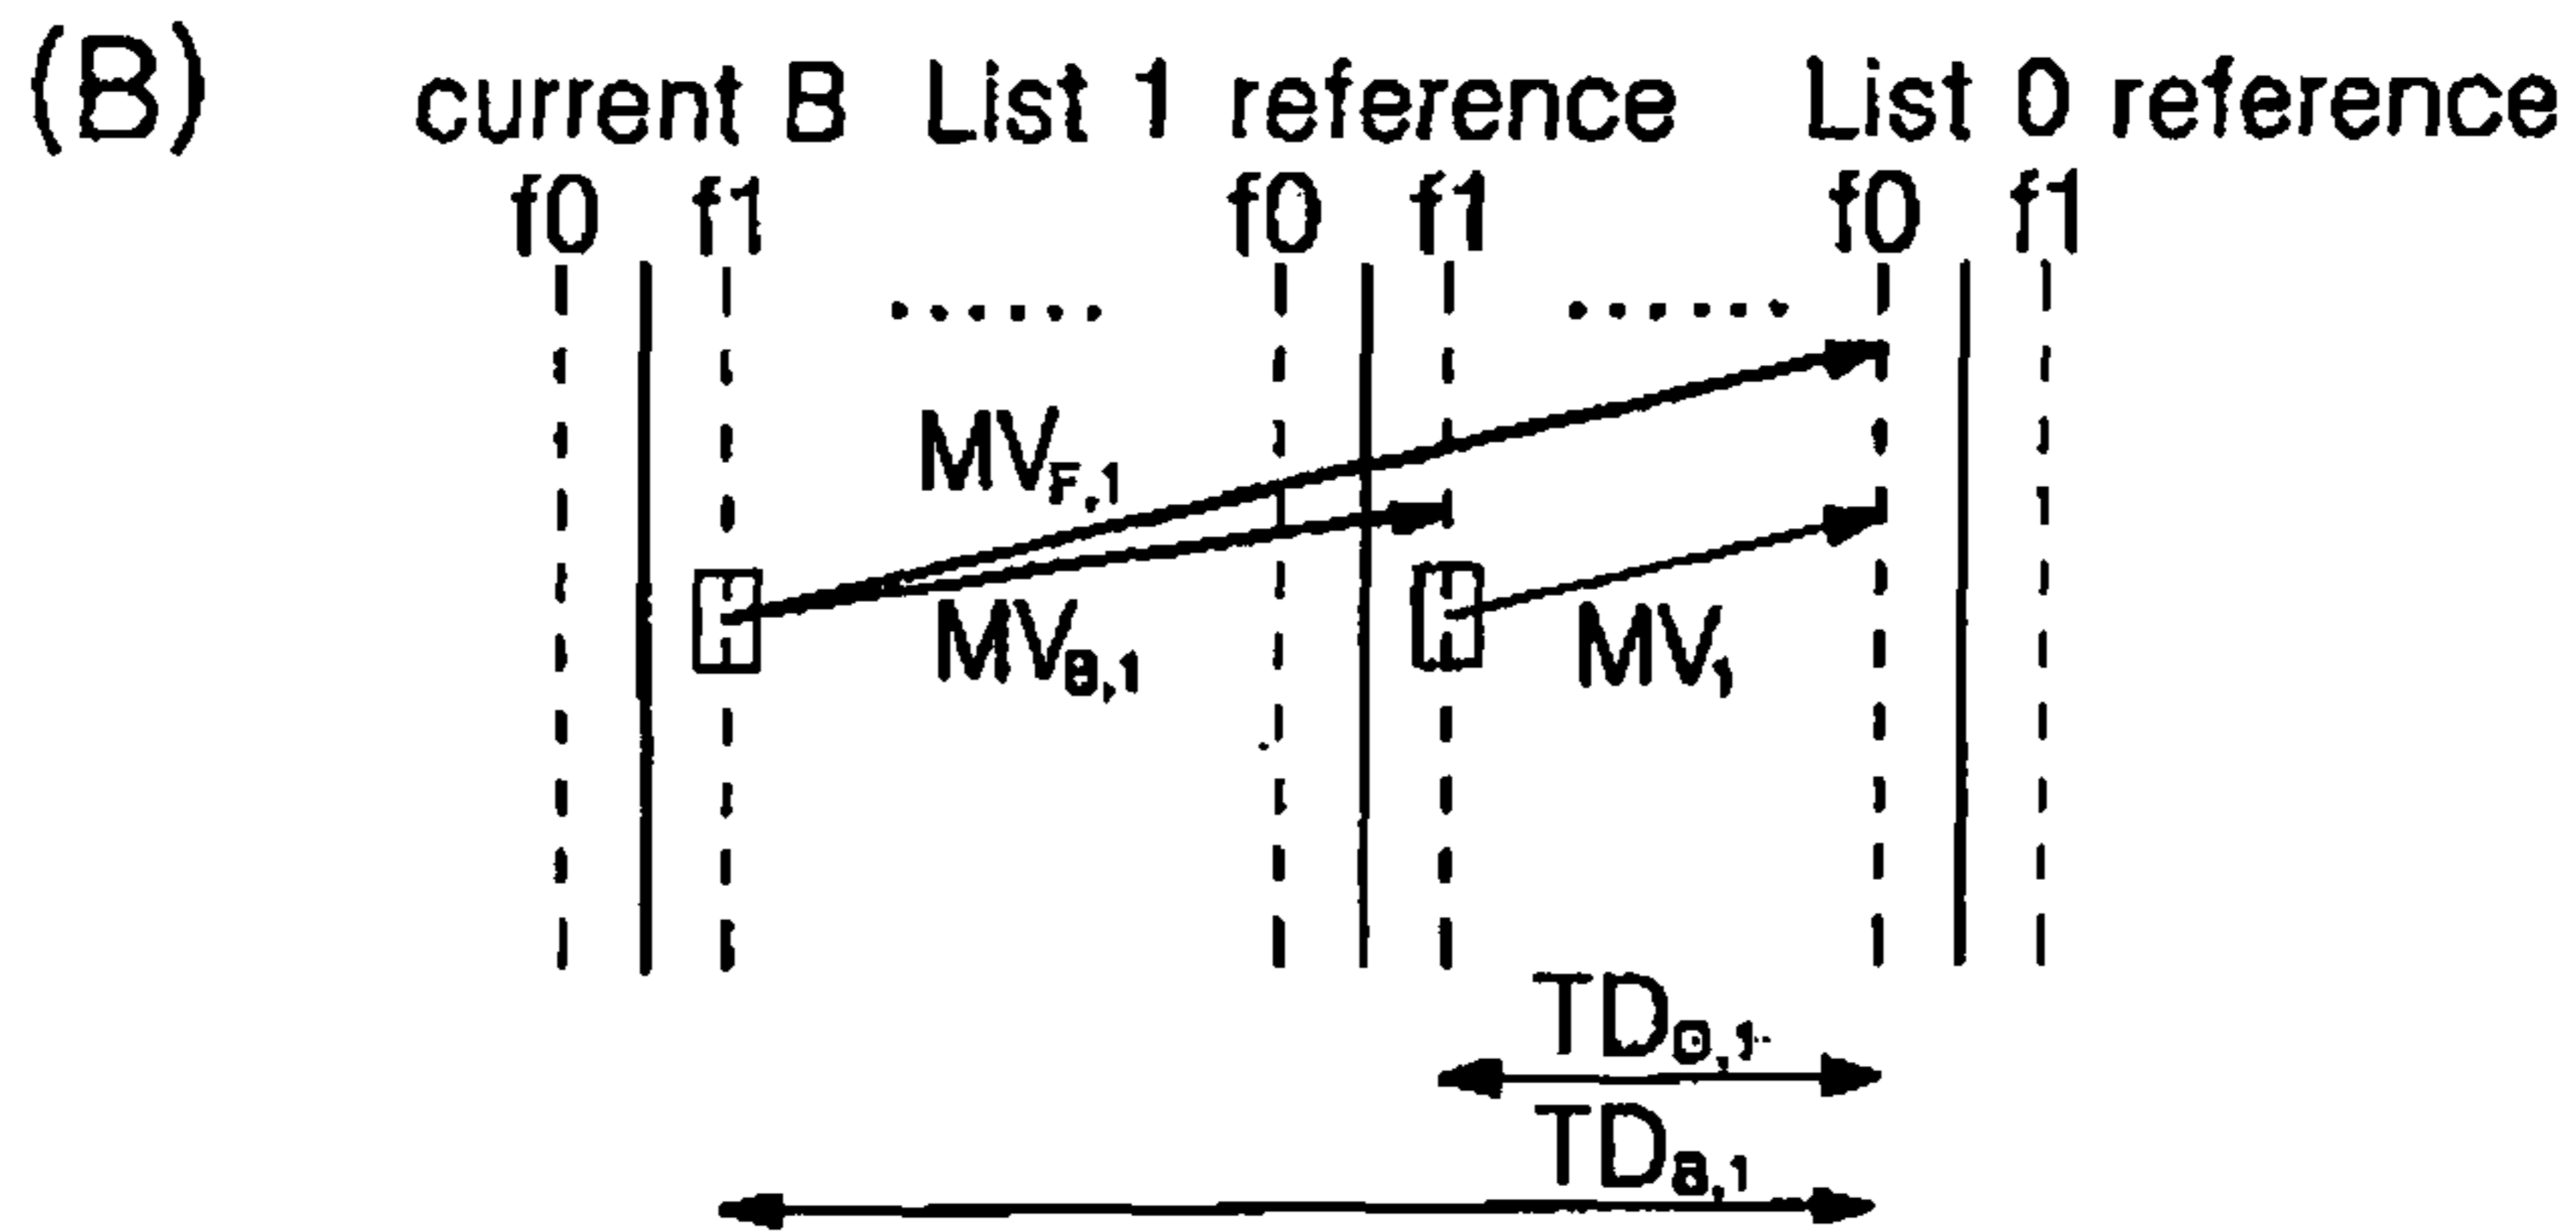 (B)
current B List 1 reference List 0 reference
f0 f1 f0 f1 f0 f1
MVF,1
MVB,1
MV1
TD0,1
TDB,1